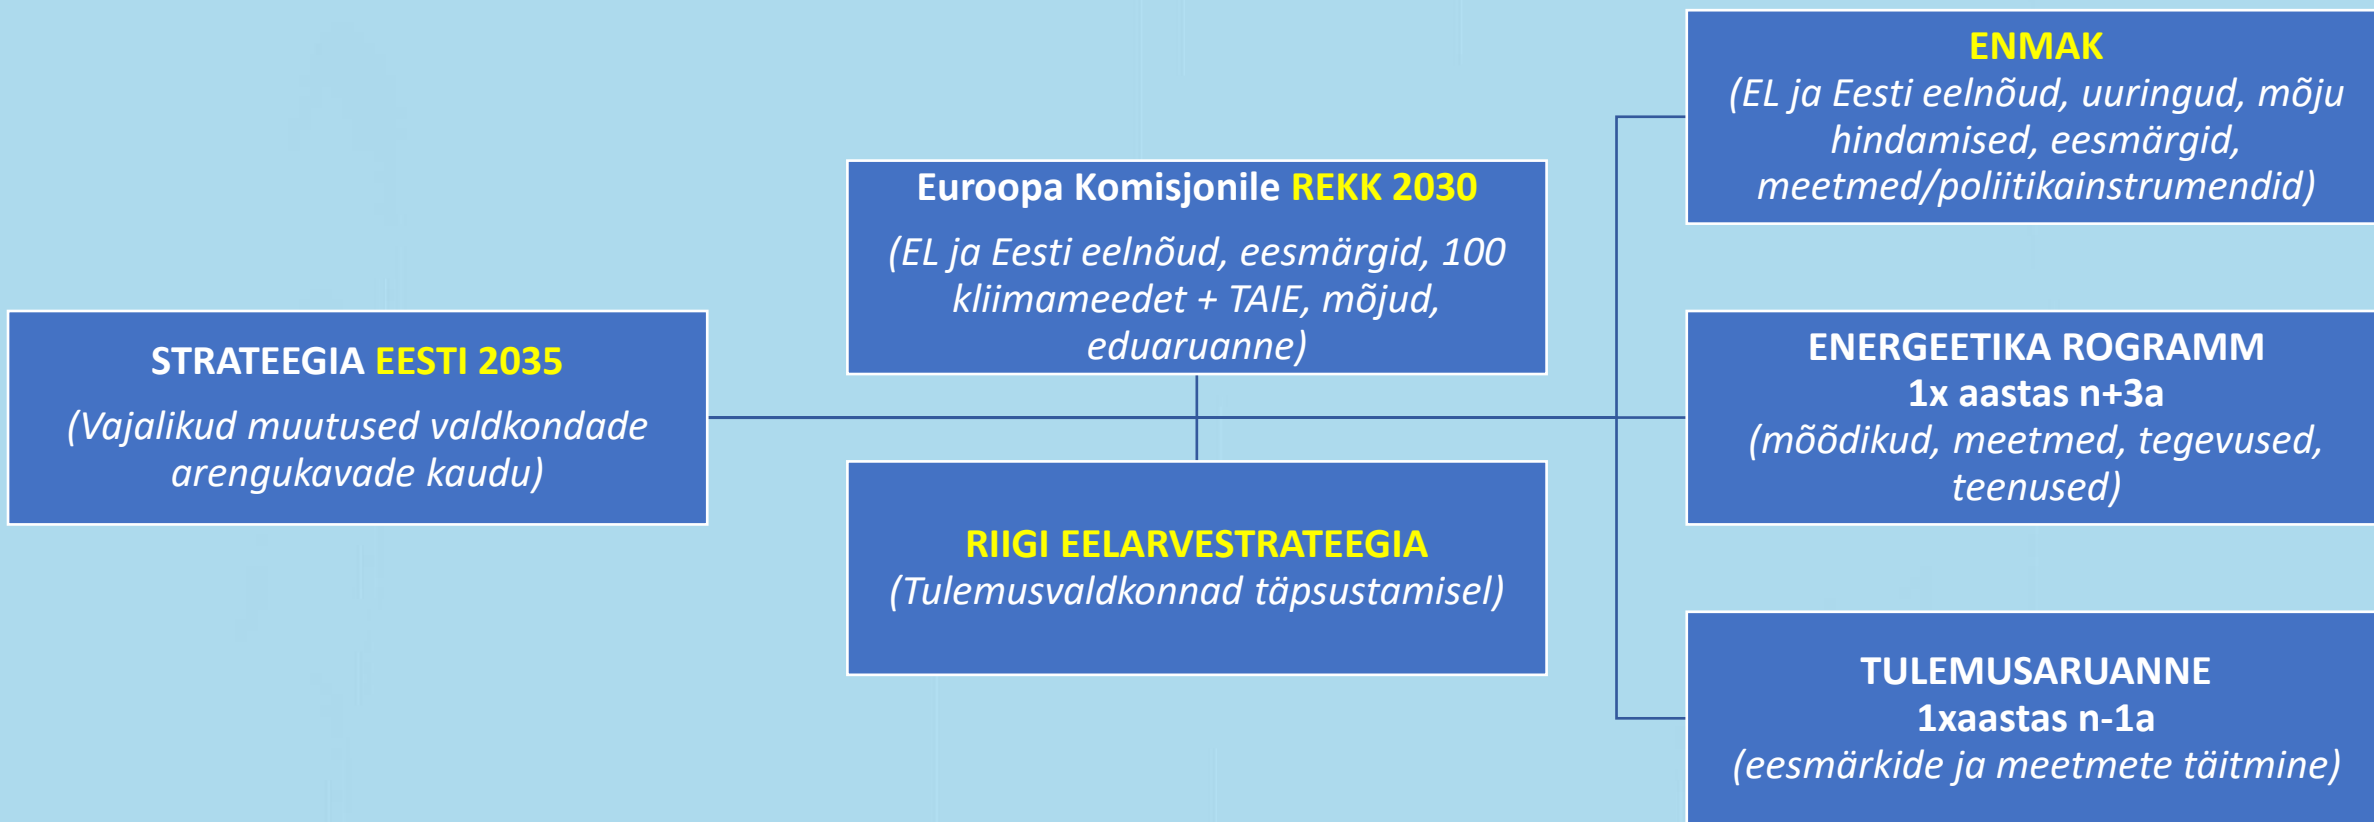 STRATEEGIA EESTI 2035
(Vajalikud muutused valdkondade
arengukavade kaudu)
Euroopa Komisjonile REKK 2030
(EL ja Eesti eelnõud, eesmärgid, 100
kliimameedet + TAIE, mõjud,
eduaruanne)
RIIGI EELARVESTRATEEGIA
(Tulemusvaldkonnad täpsustamisel)
ENMAK
(EL ja Eesti eelnõud, uuringud, mõju
hindamised, eesmärgid,
meetmed/poliitikainstrumendid)
ENERGEETIKA ROGRAMM
1x aastas n+3a
(mõõdikud, meetmed, tegevused,
teenused)
TULEMUSARUANNE
1xaastas n-1a
(eesmärkide ja meetmete täitmine)